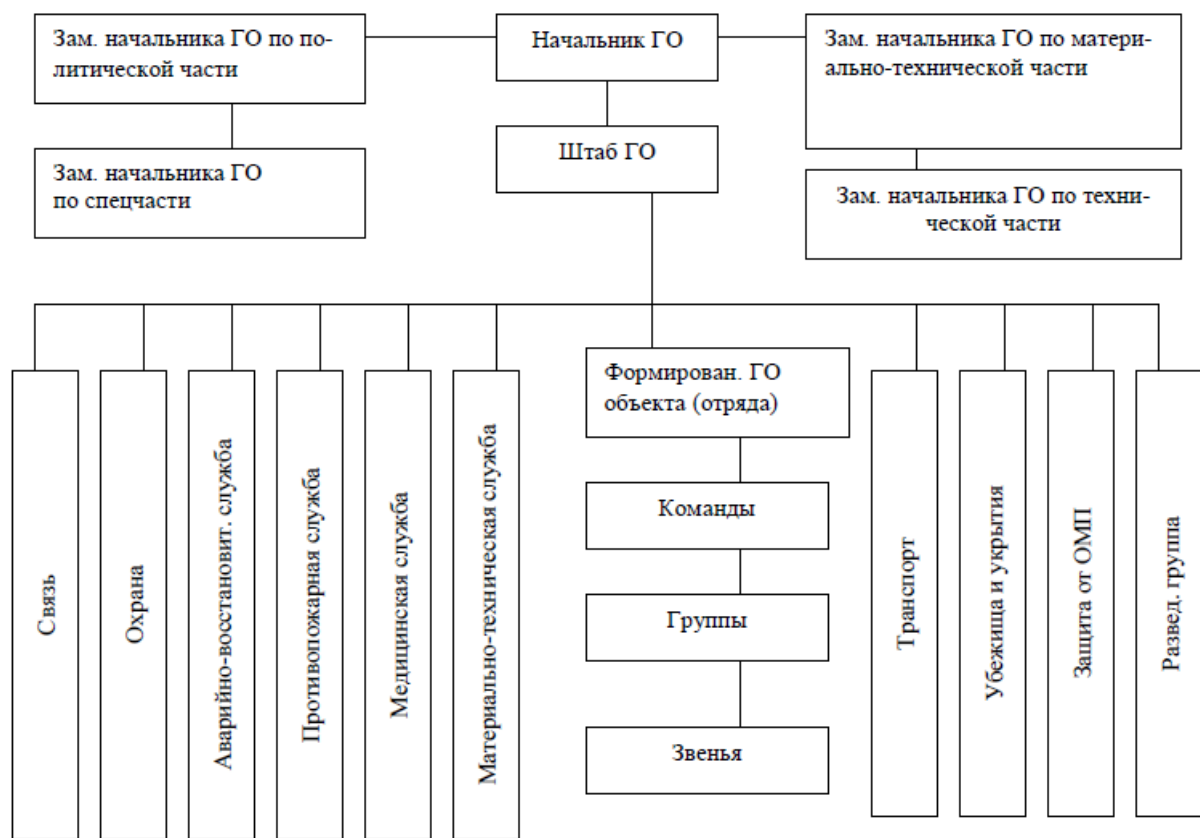 Зам. начальника ГО по по-
литической части
Начальник ГО
Зам. начальника ГО по матери-
ально-технической части
Штаб ГО
Зам. начальника ГО
по спецчасти
Зам. начальника ГО по техни-
ческой части
Связь
Охрана
Аварийно-восстановит. служба
Противопожарная служба
Медицинская служба
Материально-техническая служба
Формирован. ГО
объекта (отряда)
Команды
Группы
Звенья
Транспорт
Убежища и укрытия
Защита от ОМП
Развед. группа